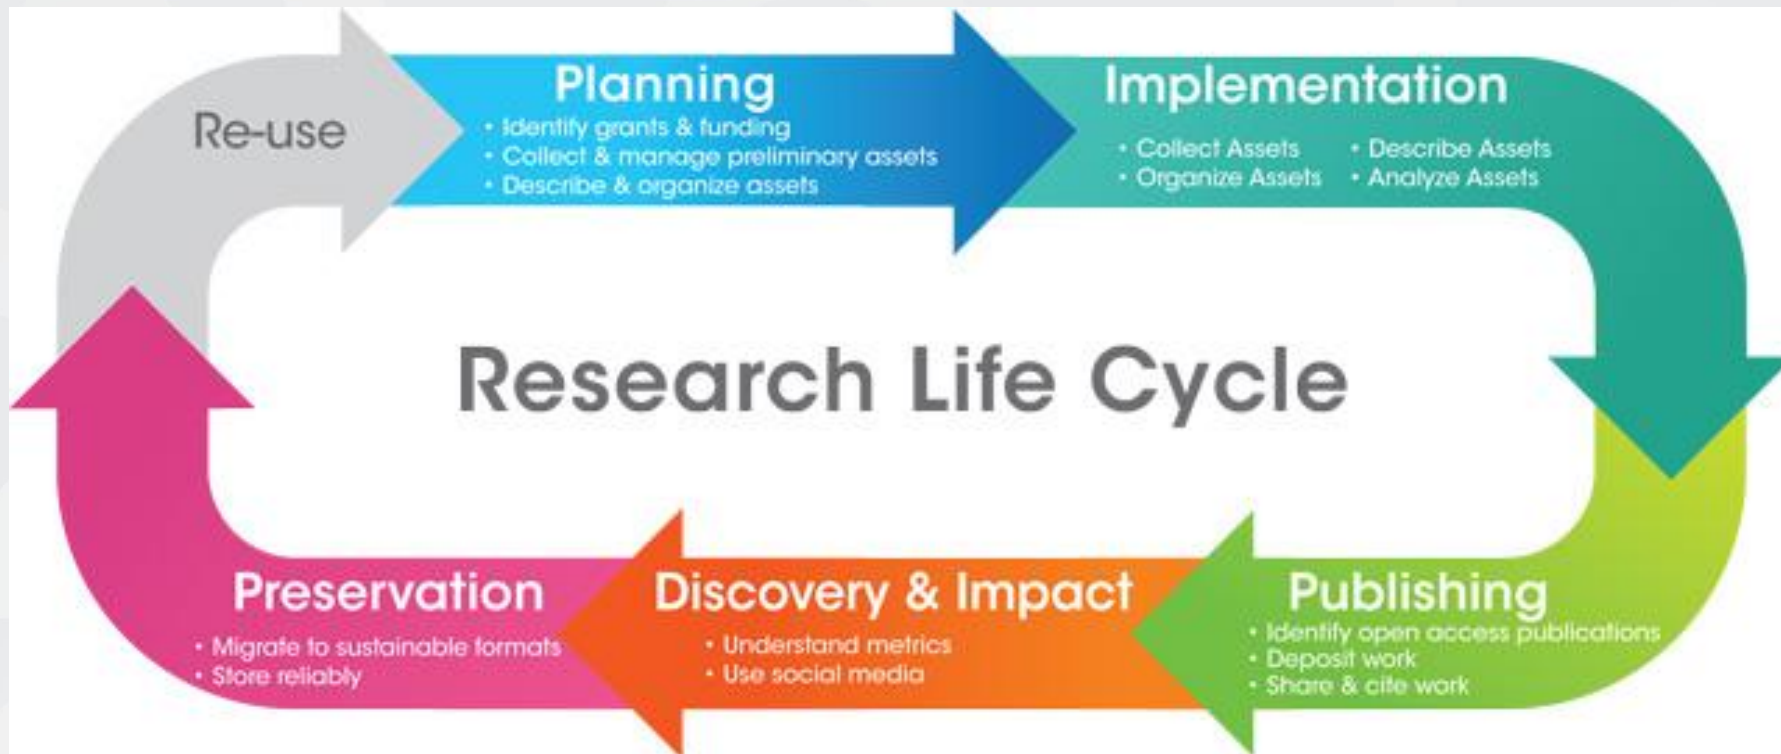 Re-use
Planning
• Identify grants & funding
• Collect & manage preliminary assets
• Describe & organize assets
Implementation
• Collect Assets • Describe Assets
• Organize Assets • Analyze Assets
Research Life Cycle
Preservation
• Migrate to sustainable formats
• Store reliably
Discovery & Impact
• Understand metrics
• Use social media
Publishing
• Identify open access publications
• Deposit work
• Share & cite work